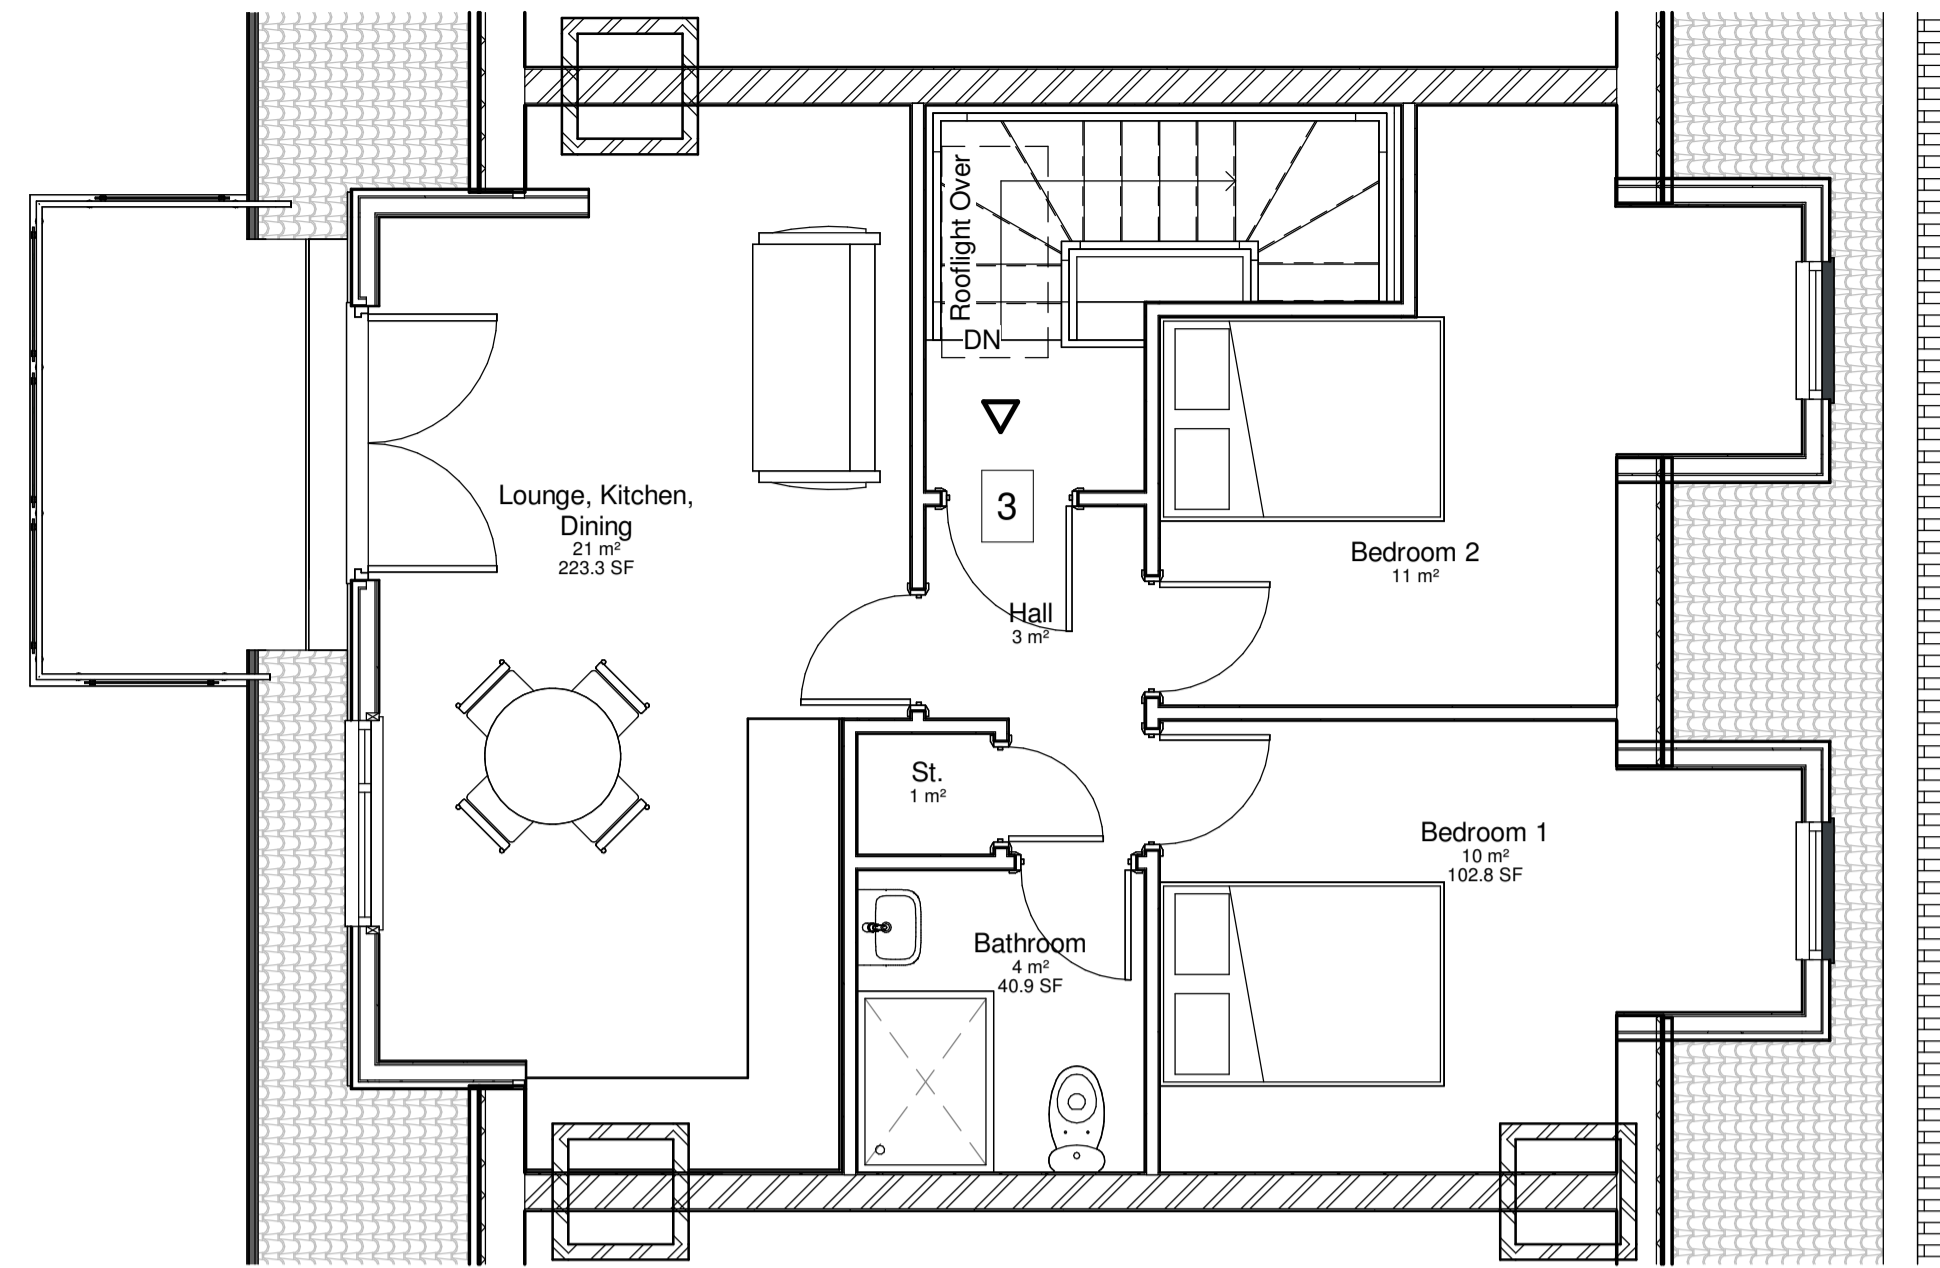 Rooflight Over
DN
3
Lounge, Kitchen,
Dining
21 m²
223.3 SF
Bedroom 2
11 m²
Hall
3 m²
St.
1 m²
Bedroom 1
10 m²
102.8 SF
Bathroom
4 m²
40.9 SF